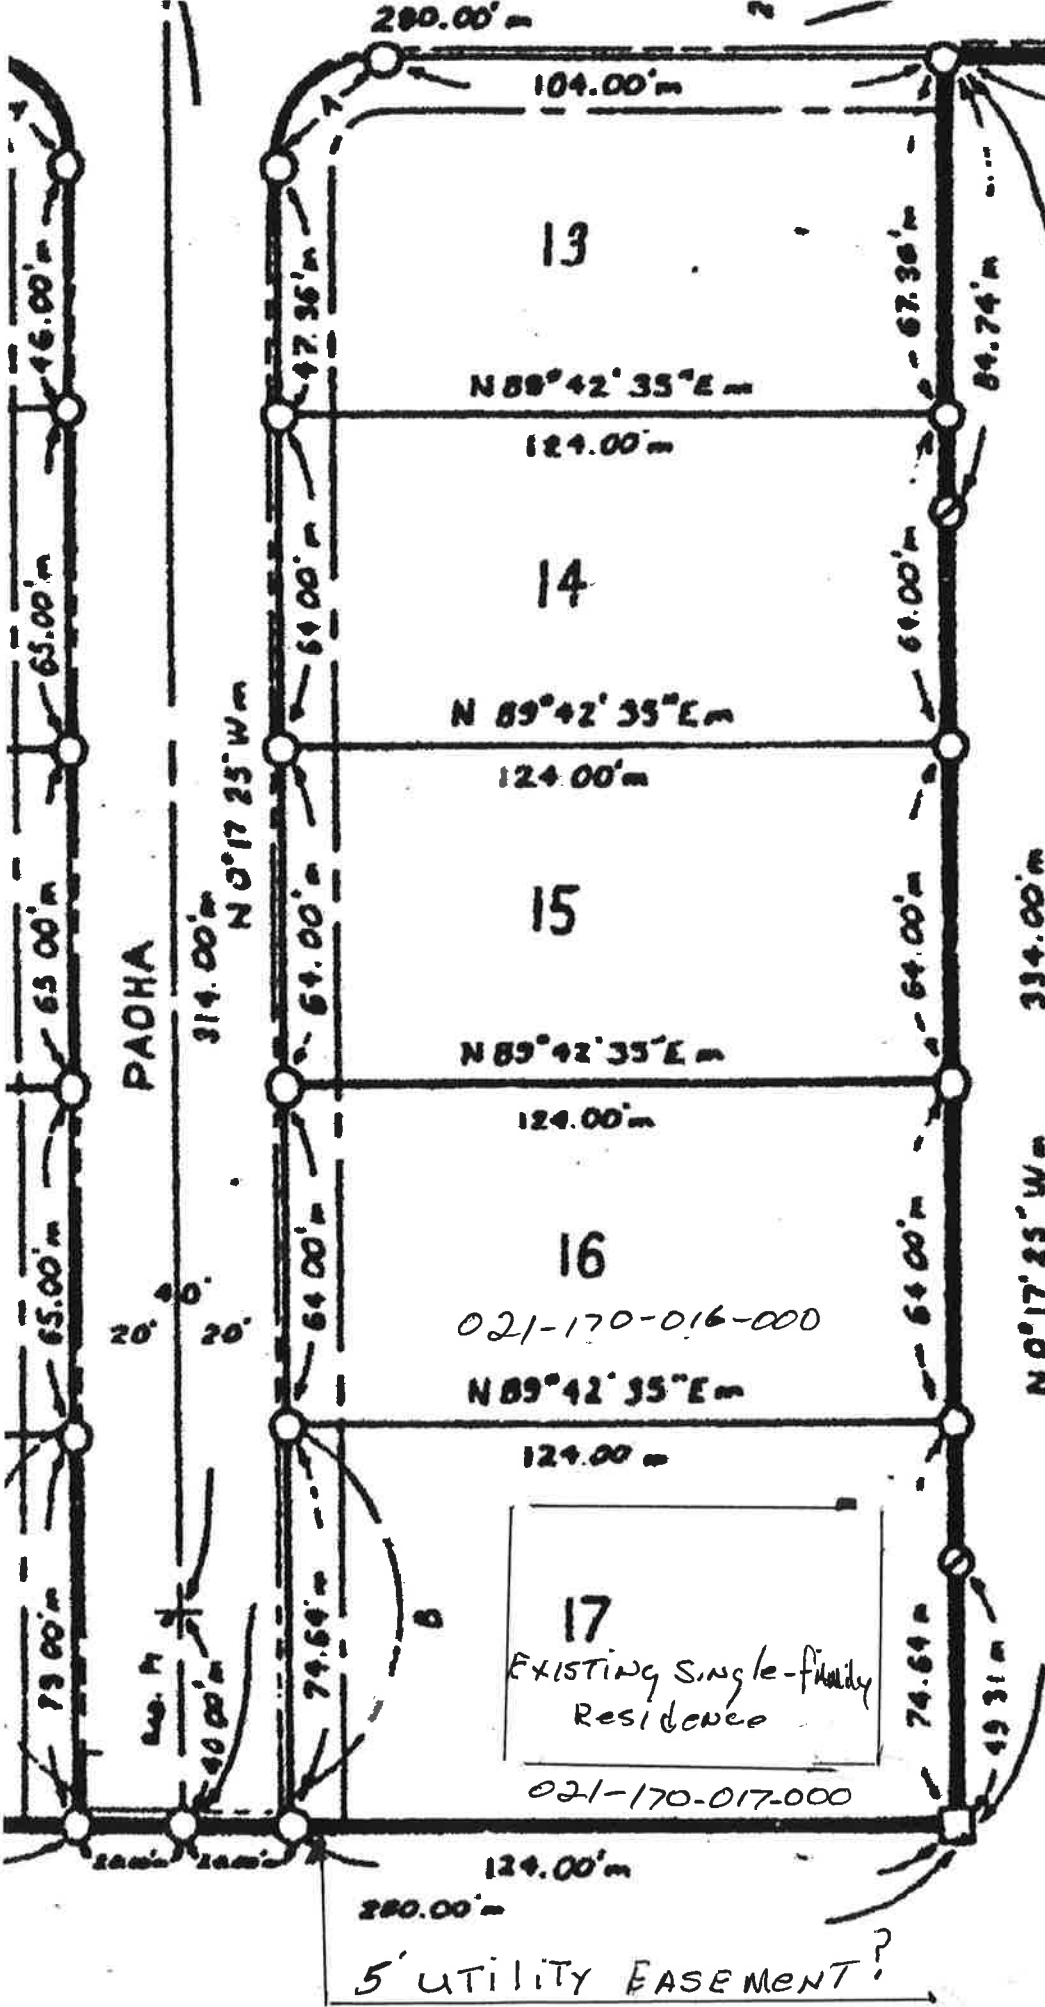 280.00'm
104.00'm
13
46.00'm
47.36'm
67.36'm
84.74'm
N 89°42'35"E m
124.00'm
14
65.00'm
64.00'm
64.00'm
N 89°42'35"E m
124.00'm
N 0°17'25"W m
314.00'm
PAOHA
15
65.00'm
64.00'm
64.00'm
334.00'm
N 89°42'35"E m
124.00'm
16
021-170-016-000
65.00'm
64.00'm
64.00'm
N 0°17'25"W m
40'
20' 20'
N 89°42'35"E m
124.00 m
17
Existing Single-family
Residence
021-170-017-000
74.64'm
B
74.64 m
49.31 m
40.00'm
20.00'm 20.00'm
124.00'm
280.00'm
5' UTILITY EASEMENT?